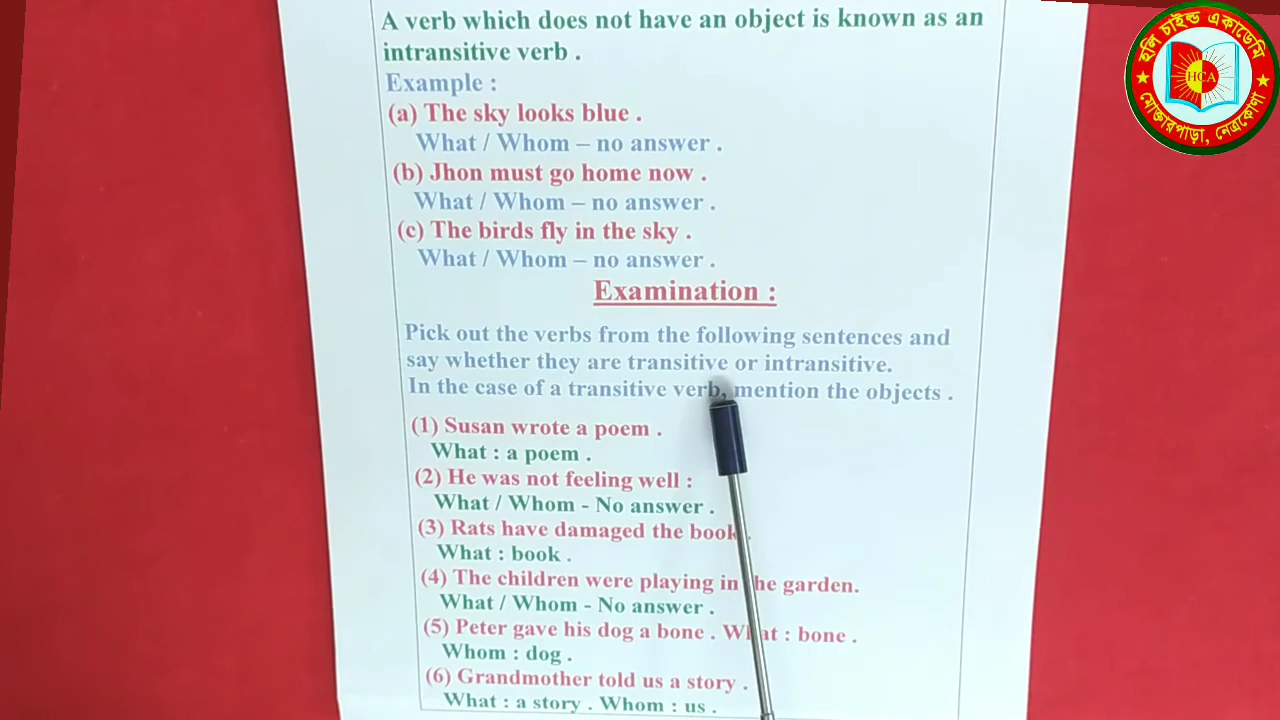 A verb which does not have an object is known as an
intransitive verb .
Example :
(a) The sky looks blue .
What / Whom – no answer .
(b) Jhon must go home now .
What / Whom – no answer .
(c) The birds fly in the sky .
What / Whom – no answer .
Examination :
Pick out the verbs from the following sentences and
say whether they are transitive or intransitive.
In the case of a transitive verb, mention the objects .
(1) Susan wrote a poem .
What : a poem .
(2) He was not feeling well :
What / Whom - No answer .
(3) Rats have damaged the book .
What : book .
(4) The children were playing in the garden.
What / Whom - No answer .
(5) Peter gave his dog a bone . What : bone .
Whom : dog .
(6) Grandmother told us a story .
What : a story . Whom : us .
হলি চাইল্ড একাডেমি
HCA
মোক্তারপাড়া, নেত্রকোণা